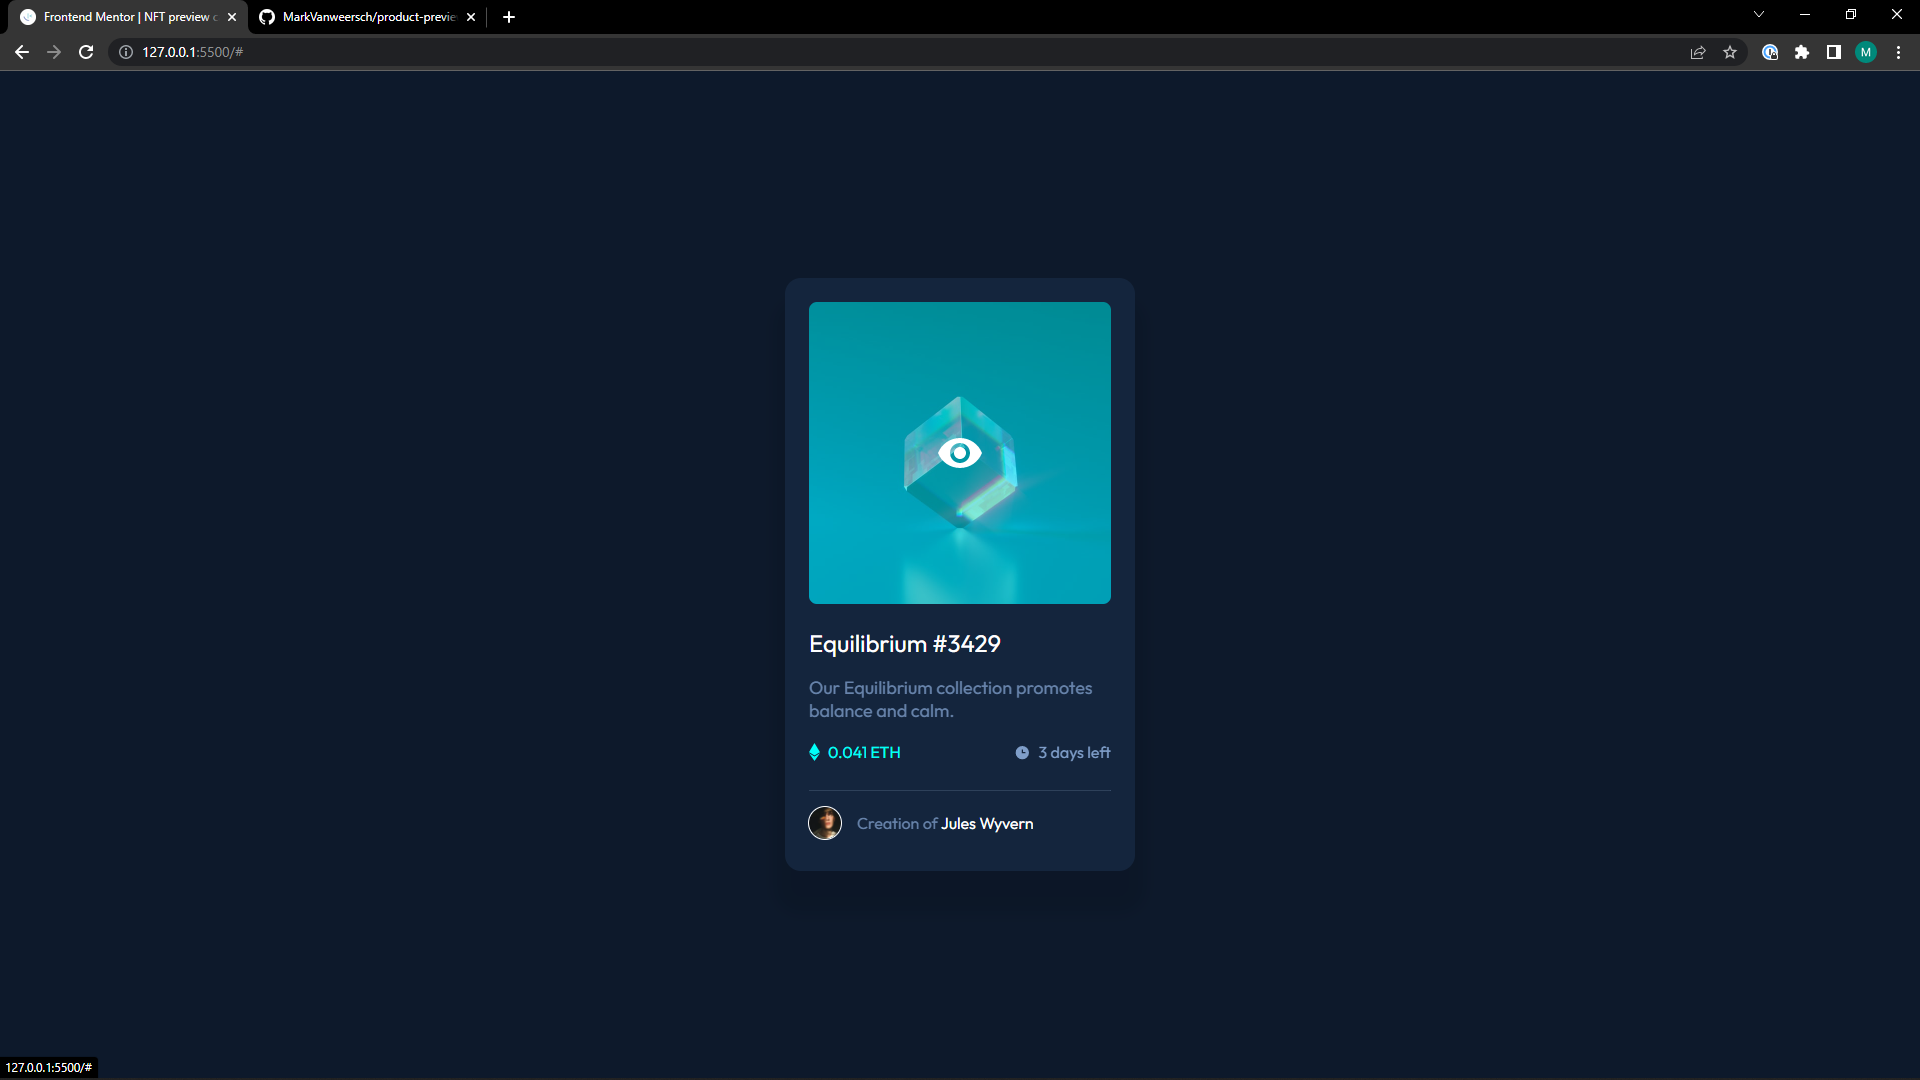 Frontend Mentor | NFT preview c
MarkVanweersch/product-previe
127.0.0.1:5500/#
M
Equilibrium #3429
Our Equilibrium collection promotes
balance and calm.
0.041 ETH
3 days left
Creation of Jules Wyvern
127.0.0.1:5500/#